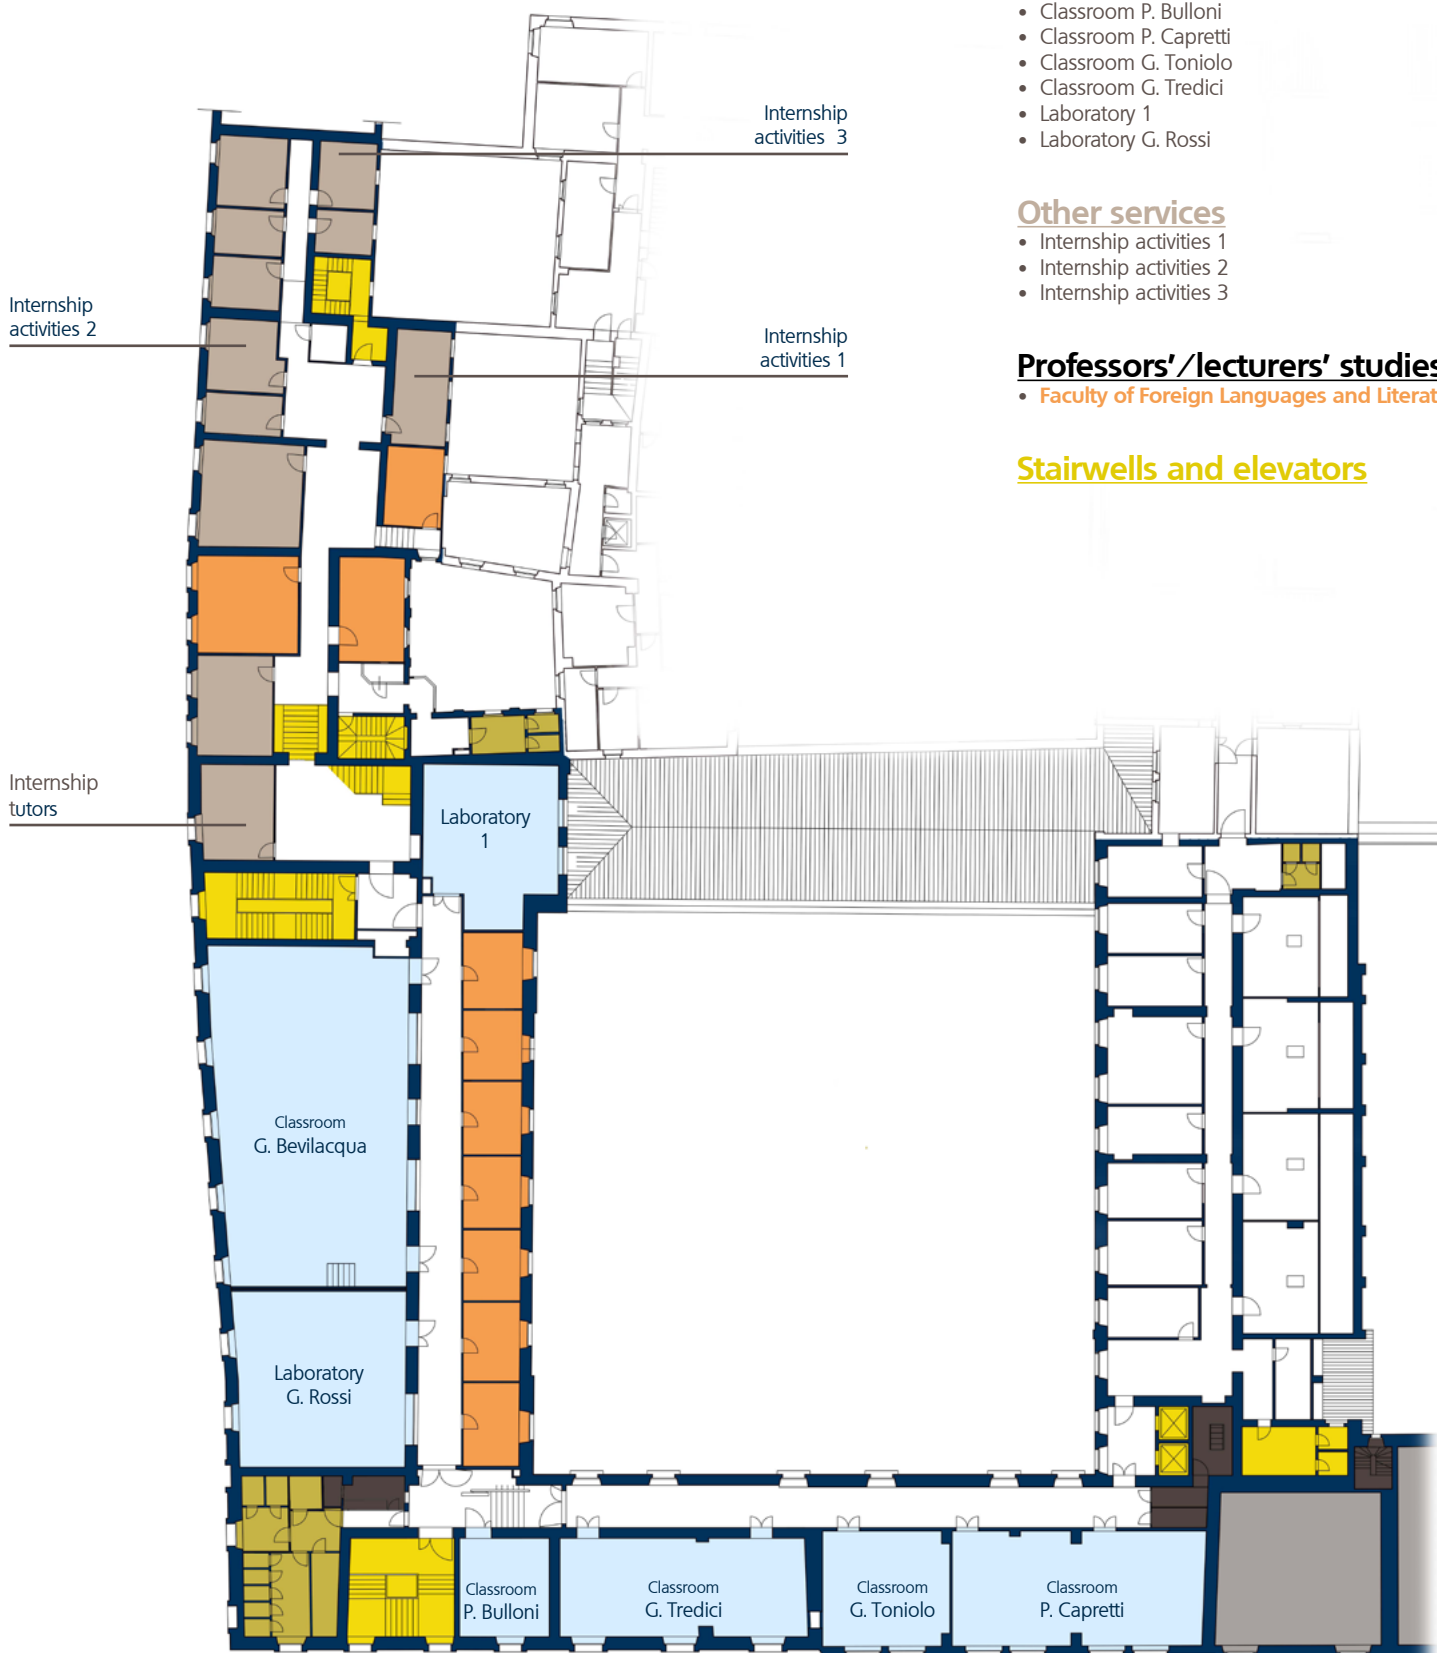 • Classroom P. Bulloni
• Classroom P. Capretti
• Classroom G. Toniolo
• Classroom G. Tredici
• Laboratory 1
• Laboratory G. Rossi
Other services
• Internship activities 1
• Internship activities 2
• Internship activities 3
Professors’/lecturers’ studies
• Faculty of Foreign Languages and Literat
Stairwells and elevators
Internship
activities 3
Internship
activities 2
Internship
activities 1
Internship
tutors
Laboratory
1
Classroom
G. Bevilacqua
Laboratory
G. Rossi
Classroom
P. Bulloni
Classroom
G. Tredici
Classroom
G. Toniolo
Classroom
P. Capretti